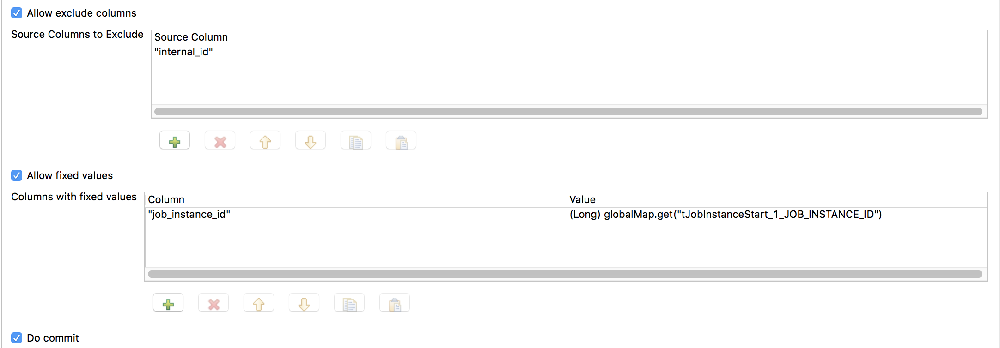 Allow exclude columns
Source Columns to Exclude
Source Column
"internal_id"
Allow fixed values
Columns with fixed values
Column Value
"job_instance_id" (Long) globalMap.get("tJobInstanceStart_1_JOB_INSTANCE_ID")
Do commit